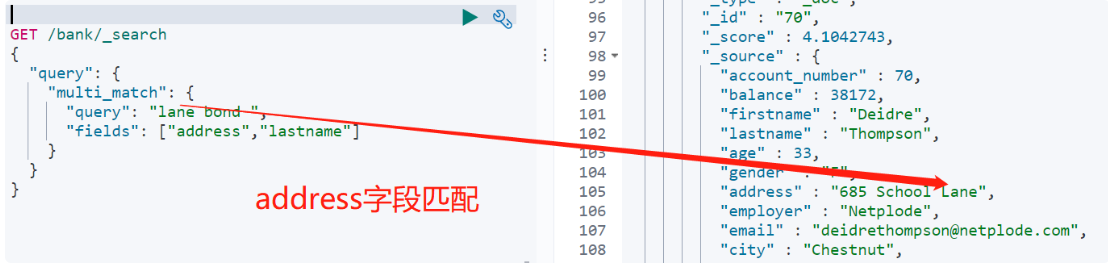 GET /bank/_search
{
"query": {
"multi_match": {
"query": "lane bond ",
"fields": ["address","lastname"]
}
}
}
address字段匹配
96 "_id" : "70",
97 "_score" : 4.1042743,
98 "_source" : {
99 "account_number" : 70,
100 "balance" : 38172,
101 "firstname" : "Deidre",
102 "lastname" : "Thompson",
103 "age" : 33,
104 "gender" :
105 "address" : "685 School Lane",
106 "employer" : "Netplode",
107 "email" : "deidrethompson@netplode.com",
108 "city" : "Chestnut",